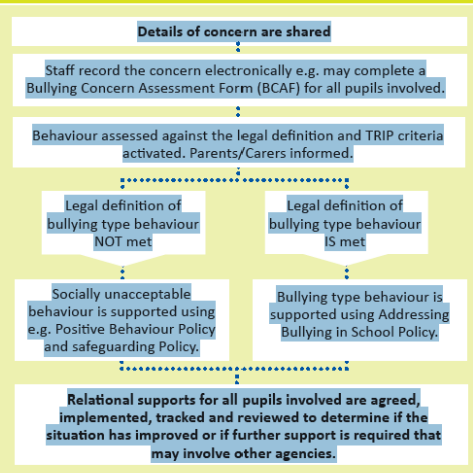 Details of concern are shared
Staff record the concern electronically e.g. may complete a
Bullying Concern Assessment Form (BCAF) for all pupils involved.
Behaviour assessed against the legal definition and TRIP criteria
activated. Parents/Carers informed.
Legal definition of
bullying type behaviour
NOT met
Legal definition of
bullying type behaviour
IS met
Socially unacceptable
behaviour is supported using
e.g. Positive Behaviour Policy
and safeguarding Policy.
Bullying type behaviour is
supported using Addressing
Bullying in School Policy.
Relational supports for all pupils involved are agreed,
implemented, tracked and reviewed to determine if the
situation has improved or if further support is required that
may involve other agencies.